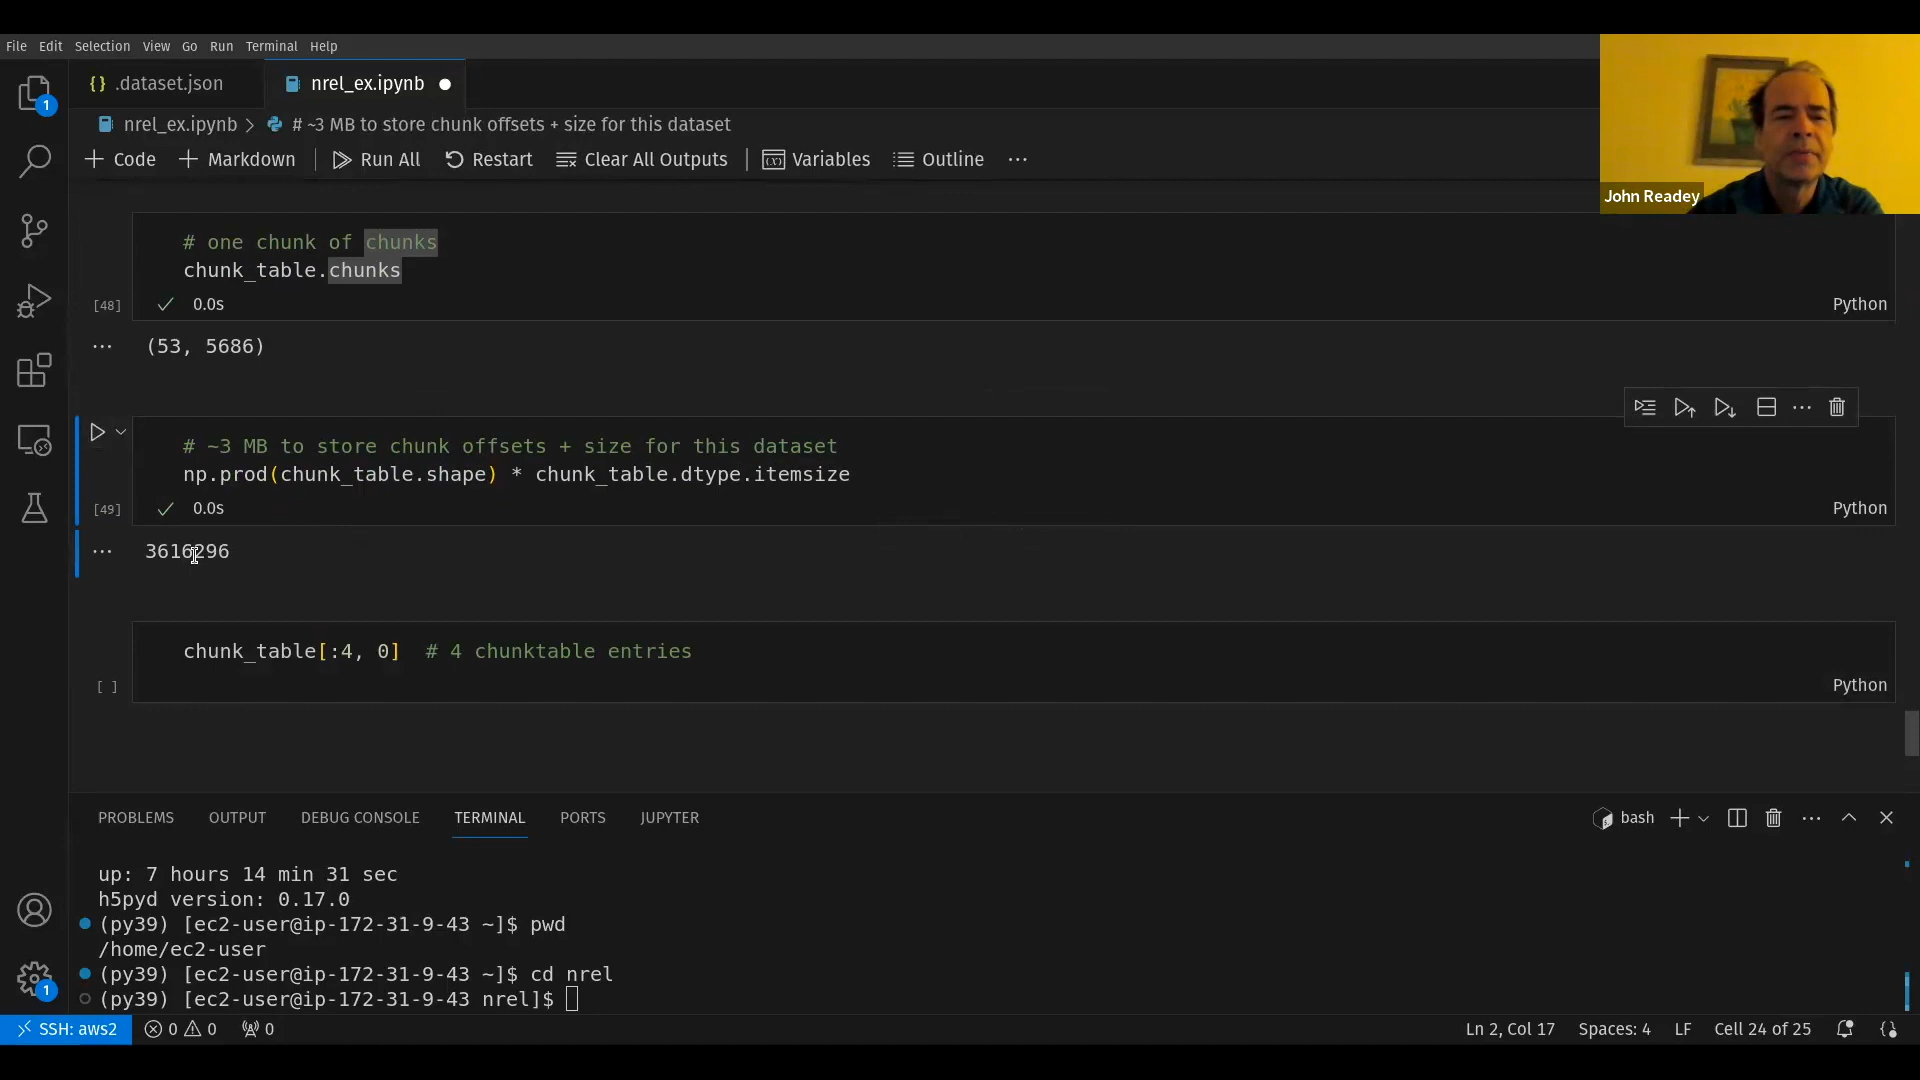 File Edit Selection View Go Run Terminal Help
{} .dataset.json nrel_ex.ipynb
nrel_ex.ipynb > # ~3 MB to store chunk offsets + size for this dataset
+ Code + Markdown Run All Restart Clear All Outputs Variables Outline ...
John Readey
# one chunk of chunks
chunk_table.chunks
[48] 0.0s Python
... (53, 5686)
# ~3 MB to store chunk offsets + size for this dataset
np.prod(chunk_table.shape) * chunk_table.dtype.itemsize
[49] 0.0s Python
... 3616296
chunk_table[:4, 0] # 4 chunktable entries
[ ] Python
PROBLEMS OUTPUT DEBUG CONSOLE TERMINAL PORTS JUPYTER bash
up: 7 hours 14 min 31 sec
h5pyd version: 0.17.0
(py39) [ec2-user@ip-172-31-9-43 ~]$ pwd
/home/ec2-user
(py39) [ec2-user@ip-172-31-9-43 ~]$ cd nrel
(py39) [ec2-user@ip-172-31-9-43 nrel]$
1
1
SSH: aws2 0 0 0 Ln 2, Col 17 Spaces: 4 LF Cell 24 of 25